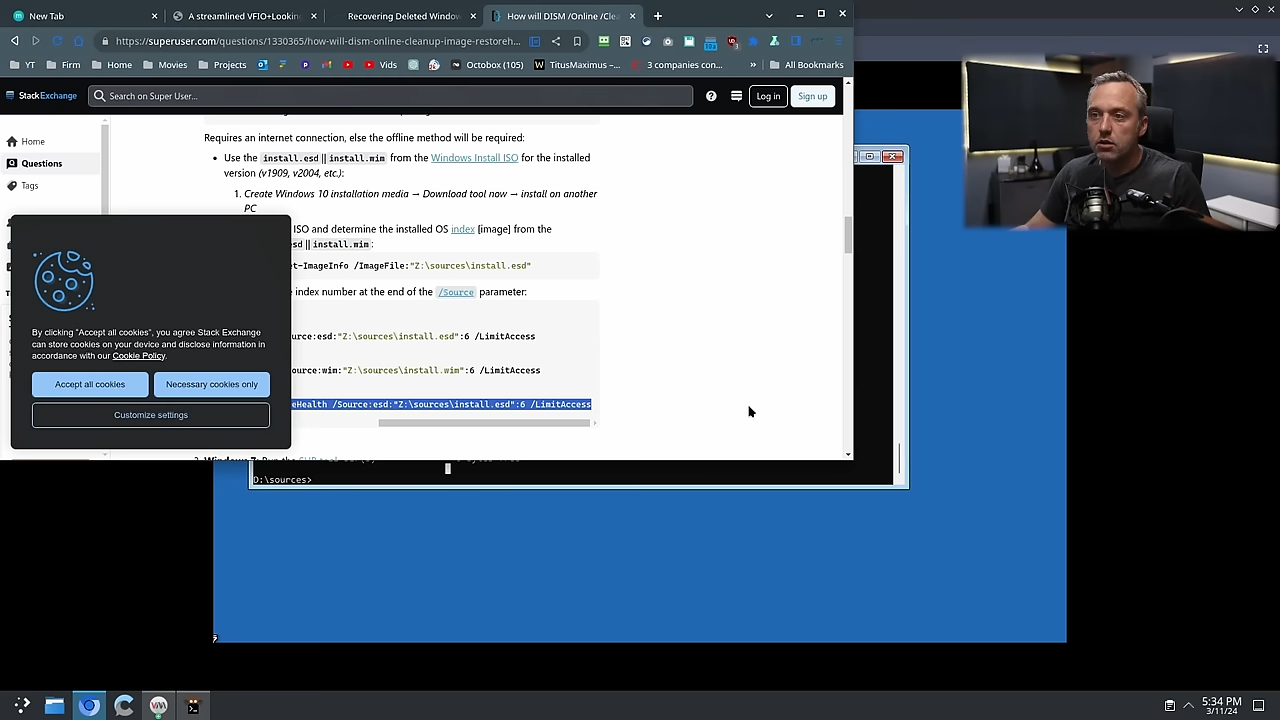 New Tab
A streamlined VFIO+Lookin
Recovering Deleted Window
How will DISM /Online /Clea
https://superuser.com/questions/1330365/how-will-dism-online-cleanup-image-restoreh...
YT
Firm
Home
Movies
Projects
Vids
Octobox (105)
TitusMaximus –...
3 companies con...
All Bookmarks
StackExchange
Search on Super User...
Log in
Sign up
Home
Questions
Tags
Requires an internet connection, else the offline method will be required:
• Use the install.esd || install.wim from the Windows Install ISO for the installed
version (v1909, v2004, etc.):
1. Create Windows 10 installation media → Download tool now → install on another
PC
ISO and determine the installed OS index [image] from the
sd || install.wim:
et-ImageInfo /ImageFile:"Z:\sources\install.esd"
index number at the end of the /Source parameter:
urce:esd:"Z:\sources\install.esd":6 /LimitAccess
urce:wim:"Z:\sources\install.wim":6 /LimitAccess
eHealth /Source:esd:"Z:\sources\install.esd":6 /LimitAccess
By clicking "Accept all cookies", you agree Stack Exchange
can store cookies on your device and disclose information in
accordance with our Cookie Policy.
Accept all cookies
Necessary cookies only
Customize settings
D:\sources>
5:34 PM
3/11/24